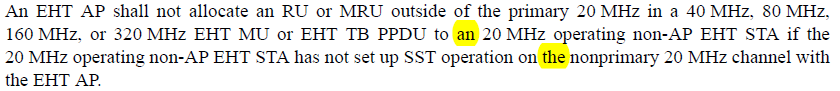 An EHT AP shall not allocate an RU or MRU outside of the primary 20 MHz in a 40 MHz, 80 MHz,
160 MHz, or 320 MHz EHT MU or EHT TB PPDU to an 20 MHz operating non-AP EHT STA if the
20 MHz operating non-AP EHT STA has not set up SST operation on the nonprimary 20 MHz channel with
the EHT AP.